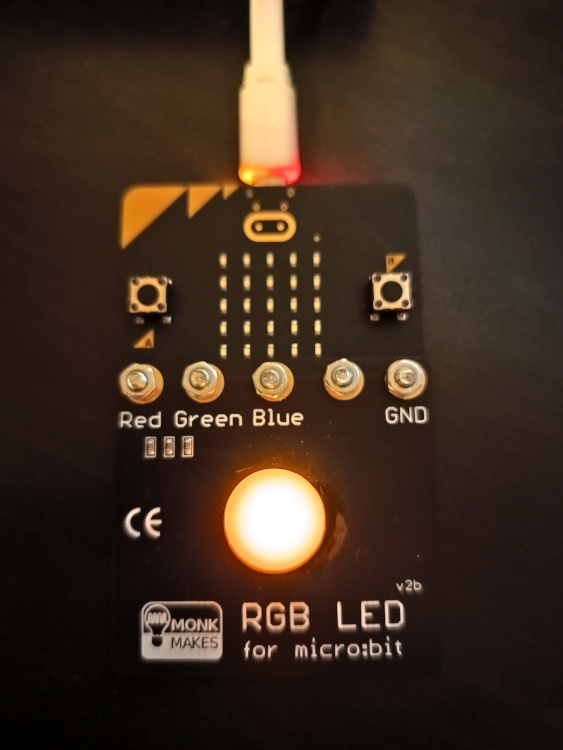 B
A
Red Green Blue GND
CE
v2b
MONK
MAKES
RGB LED
for micro:bit